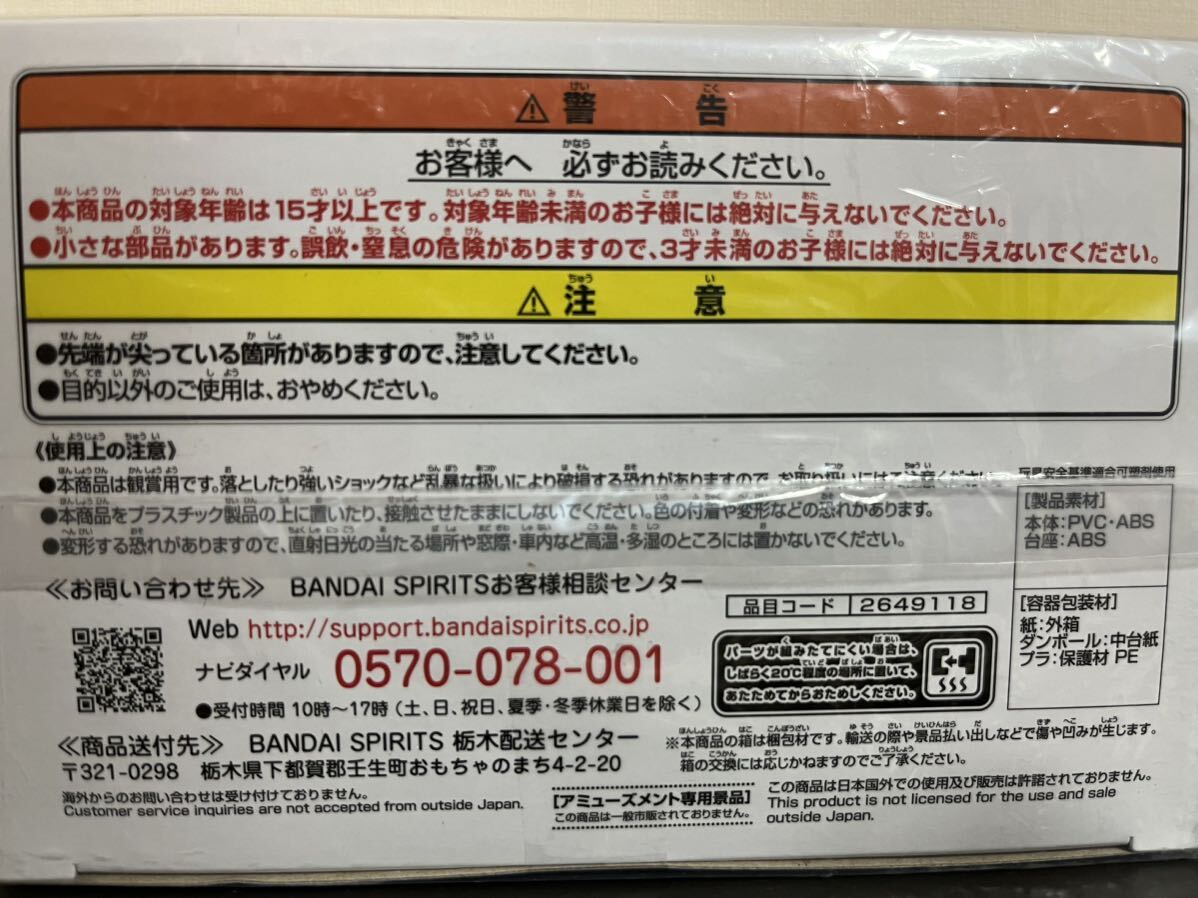 ⚠警告
お客様へ 必ずお読みください。
●本商品の対象年齢は15才以上です。対象年齢未満のお子様には絶対に与えないでください。
●小さな部品があります。誤飲・窒息の危険がありますので、3才未満のお子様には絶対に与えないでください。
⚠注意
●先端が尖っている箇所がありますので、注意してください。
●目的以外のご使用は、おやめください。
《使用上の注意》
●本商品は観賞用です。落としたり強いショックなど乱暴な扱いにより破損する恐れがありますので、お取り扱いにはご注意ください。
●本商品をプラスチック製品の上に置いたり、接触させたままにしないでください。色の付着や変形などの恐れがあります。
●変形する恐れがありますので、直射日光の当たる場所や窓際・車内など高温・多湿のところには置かないでください。
玩具安全基準適合可塑剤使用
[製品素材]
本体:PVC・ABS
台座:ABS
[容器包装材]
紙:外箱
ダンボール:中台紙
プラ:保護材 PE
≪お問い合わせ先≫ BANDAI SPIRITSお客様相談センター
Web http://support.bandaispirits.co.jp
ナビダイヤル 0570-078-001
●受付時間 10時〜17時(土、日、祝日、夏季・冬季休業日を除く)
品目コード 2649118
パーツが組みたてにくい場合は、
しばらく20℃程度の場所に置いて、
あたためてからおためしください。
≪商品送付先≫ BANDAI SPIRITS 栃木配送センター
〒321-0298 栃木県下都賀郡壬生町おもちゃのまち4-2-20
※本商品の箱は梱包材です。輸送の際や景品払い出しなどで傷や凹みが生じます。
箱の交換には応じかねますのでご了承ください。
海外からのお問い合わせは受け付けておりません。
Customer service inquiries are not accepted from outside Japan.
[アミューズメント専用景品]
この商品は一般市販されておりません。
この商品は日本国外での使用及び販売は許諾されておりません。
This product is not licensed for the use and sale
outside Japan.